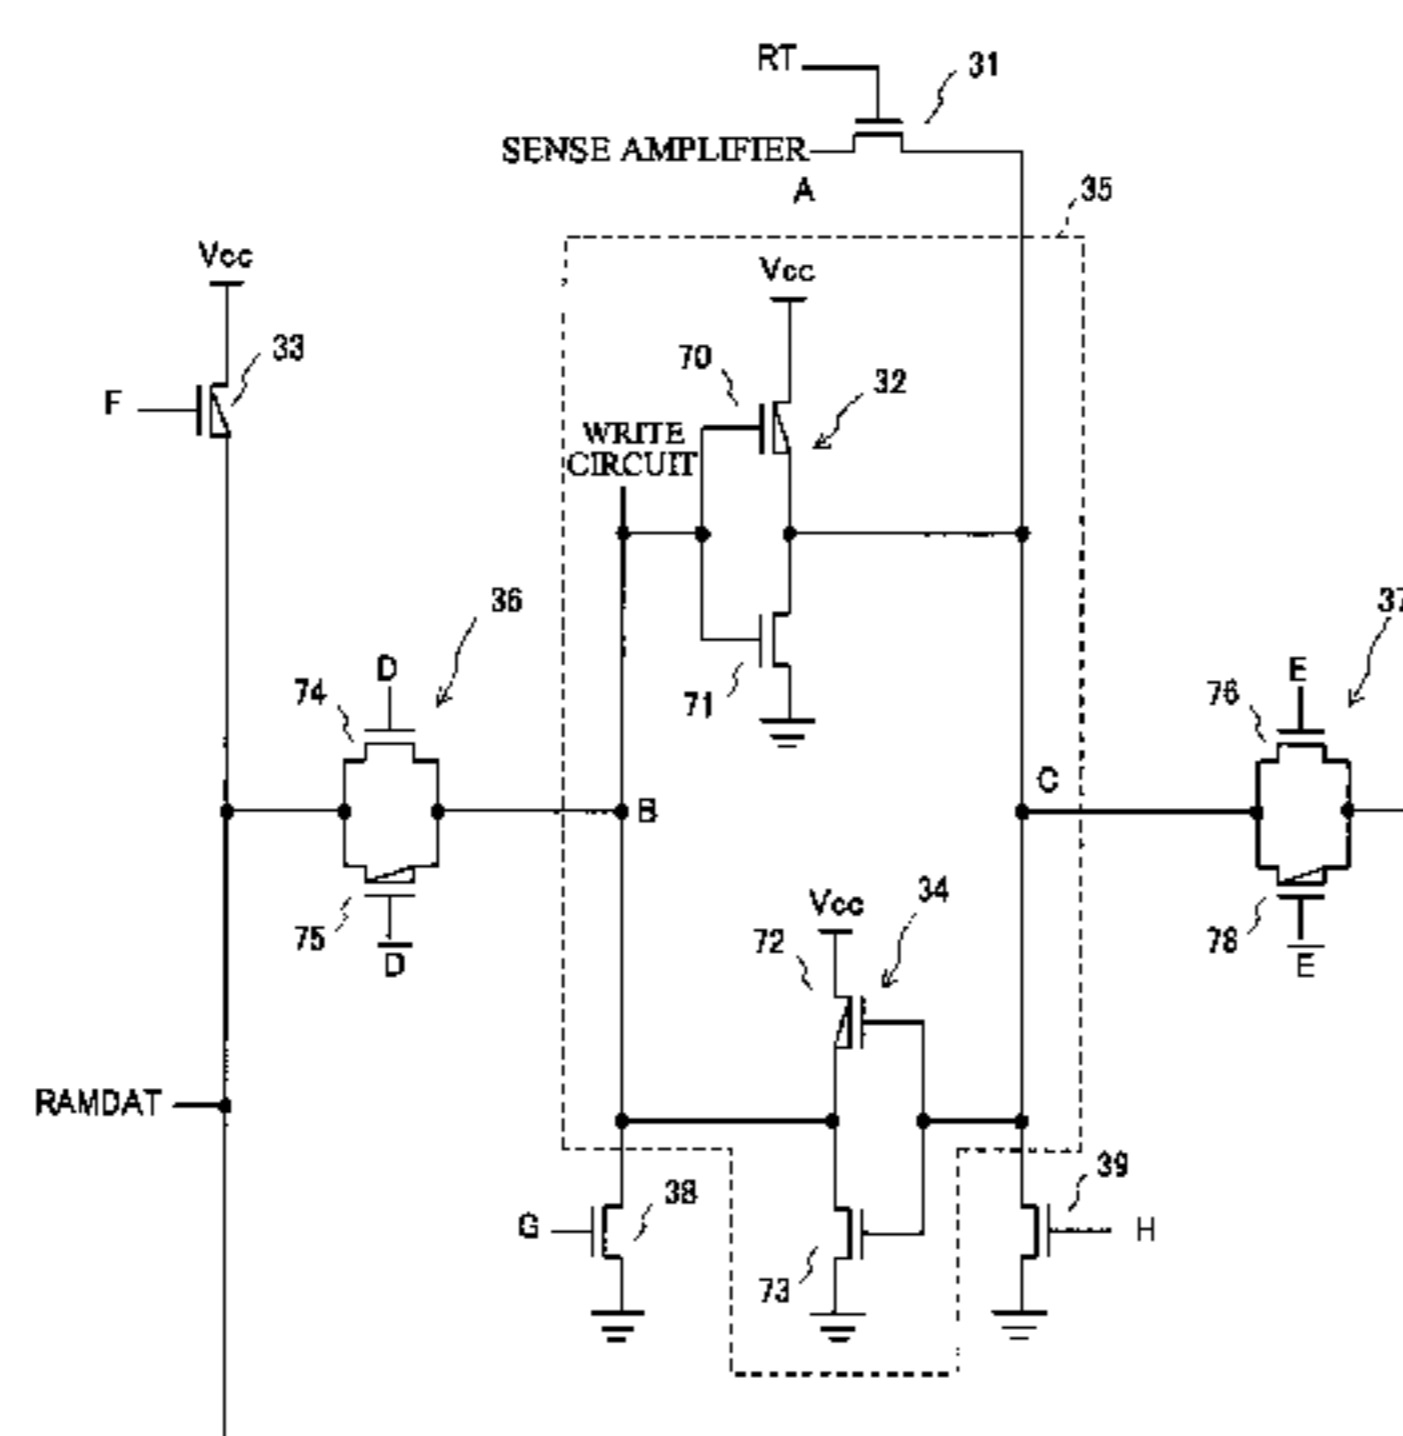 RT
31
SENSE AMPLIFIER
A
35
Vcc
Vcc
33
70
32
F
WRITE
CIRCUIT
36
37
D
74
71
E
76
B
C
34
Vcc
72
75
D
78
E
RAMDAT
39
38
G
H
73